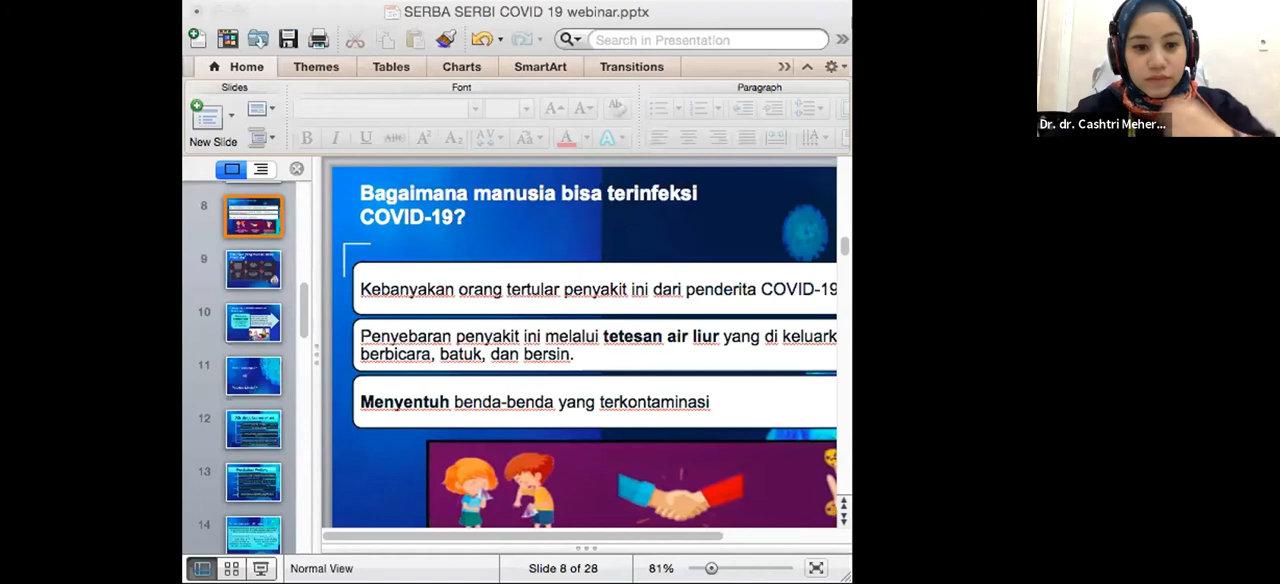 SERBA SERBI COVID 19 webinar.pptx
Search in Presentation
Home Themes Tables Charts SmartArt Transitions
Slides Font Paragraph
New Slide
8
9
10
11
12
13
14
Bagaimana manusia bisa terinfeksi
COVID-19?
Kebanyakan orang tertular penyakit ini dari penderita COVID-19
Penyebaran penyakit ini melalui tetesan air liur yang di keluark
berbicara, batuk, dan bersin.
Menyentuh benda-benda yang terkontaminasi
Normal View Slide 8 of 28 81%
Dr. dr. Cashtri Meher...